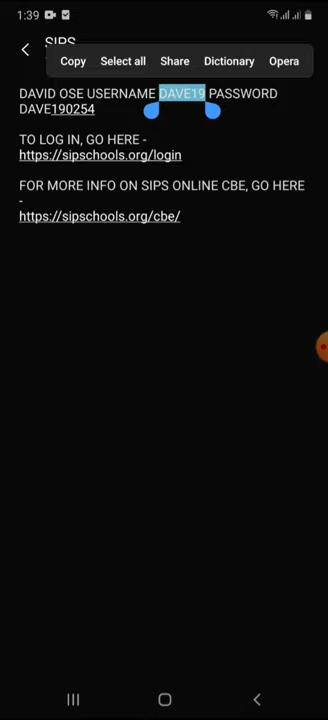 1:39
SIPS
Copy Select all Share Dictionary Opera
DAVID OSE USERNAME DAVE19 PASSWORD
DAVE190254
TO LOG IN, GO HERE -
https://sipschools.org/login
FOR MORE INFO ON SIPS ONLINE CBE, GO HERE
-
https://sipschools.org/cbe/